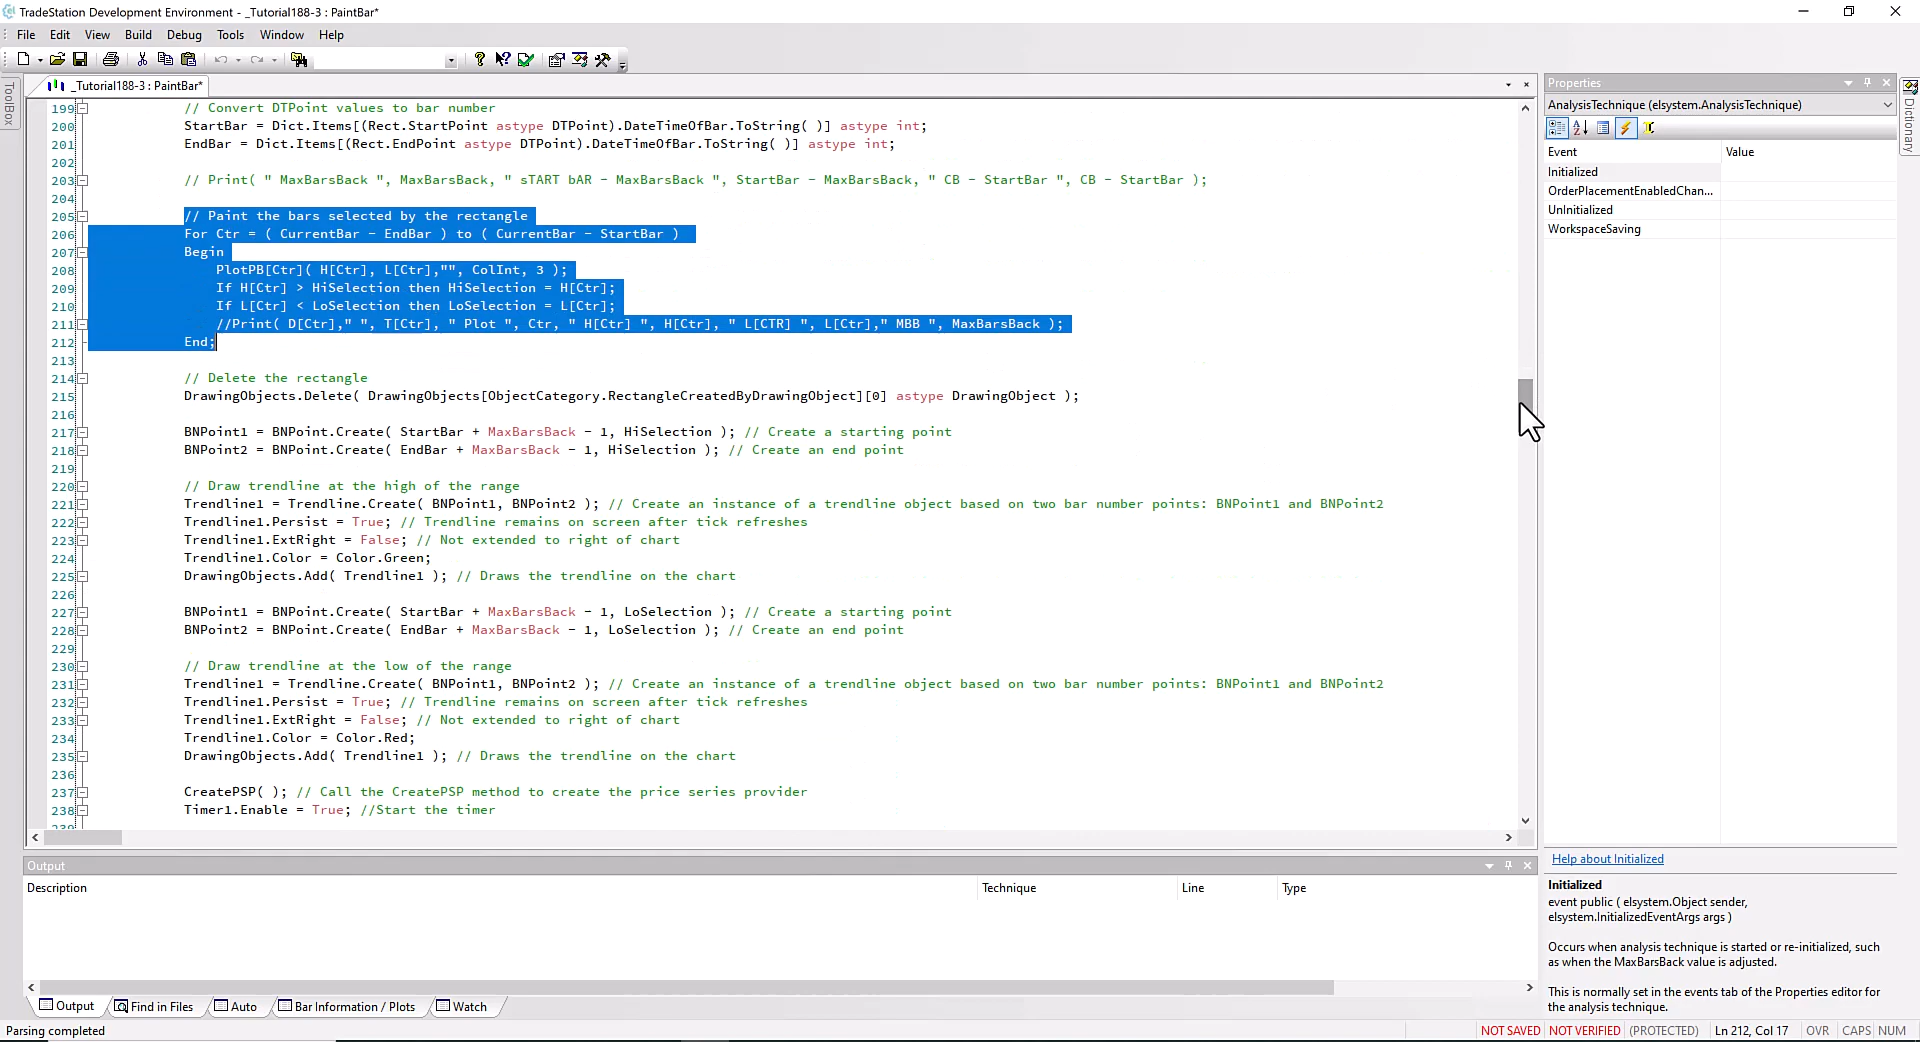 TradeStation Development Environment - _Tutorial188-3 : PaintBar*
File Edit View Build Debug Tools Window Help
ToolBox
_Tutorial188-3 : PaintBar*
199 // Convert DTPoint values to bar number
200 StartBar = Dict.Items[(Rect.StartPoint astype DTPoint).DateTimeOfBar.ToString( )] astype int;
201 EndBar = Dict.Items[(Rect.EndPoint astype DTPoint).DateTimeOfBar.ToString( )] astype int;
202
203 // Print( " MaxBarsBack ", MaxBarsBack, " sTART bAR - MaxBarsBack ", StartBar - MaxBarsBack, " CB - StartBar ", CB - StartBar );
204
205 // Paint the bars selected by the rectangle
206 For Ctr = ( CurrentBar - EndBar ) to ( CurrentBar - StartBar )
207 Begin
208 PlotPB[Ctr]( H[Ctr], L[Ctr],"", ColInt, 3 );
209 If H[Ctr] > HiSelection then HiSelection = H[Ctr];
210 If L[Ctr] < LoSelection then LoSelection = L[Ctr];
211 //Print( D[Ctr]," ", T[Ctr], " Plot ", Ctr, " H[Ctr] ", H[Ctr], " L[CTR] ", L[Ctr]," MBB ", MaxBarsBack );
212 End;
213
214 // Delete the rectangle
215 DrawingObjects.Delete( DrawingObjects[ObjectCategory.RectangleCreatedByDrawingObject][0] astype DrawingObject );
216
217 BNPoint1 = BNPoint.Create( StartBar + MaxBarsBack - 1, HiSelection ); // Create a starting point
218 BNPoint2 = BNPoint.Create( EndBar + MaxBarsBack - 1, HiSelection ); // Create an end point
219
220 // Draw trendline at the high of the range
221 Trendline1 = Trendline.Create( BNPoint1, BNPoint2 ); // Create an instance of a trendline object based on two bar number points: BNPoint1 and BNPoint2
222 Trendline1.Persist = True; // Trendline remains on screen after tick refreshes
223 Trendline1.ExtRight = False; // Not extended to right of chart
224 Trendline1.Color = Color.Green;
225 DrawingObjects.Add( Trendline1 ); // Draws the trendline on the chart
226
227 BNPoint1 = BNPoint.Create( StartBar + MaxBarsBack - 1, LoSelection ); // Create a starting point
228 BNPoint2 = BNPoint.Create( EndBar + MaxBarsBack - 1, LoSelection ); // Create an end point
229
230 // Draw trendline at the low of the range
231 Trendline1 = Trendline.Create( BNPoint1, BNPoint2 ); // Create an instance of a trendline object based on two bar number points: BNPoint1 and BNPoint2
232 Trendline1.Persist = True; // Trendline remains on screen after tick refreshes
233 Trendline1.ExtRight = False; // Not extended to right of chart
234 Trendline1.Color = Color.Red;
235 DrawingObjects.Add( Trendline1 ); // Draws the trendline on the chart
236
237 CreatePSP( ); // Call the CreatePSP method to create the price series provider
238 Timer1.Enable = True; //Start the timer
239
Properties
AnalysisTechnique (elsystem.AnalysisTechnique)
Event Value
Initialized
OrderPlacementEnabledChan...
UnInitialized
WorkspaceSaving
Dictionary
Help about Initialized
Initialized
event public ( elsystem.Object sender,
elsystem.InitializedEventArgs args )
Occurs when analysis technique is started or re-initialized, such
as when the MaxBarsBack value is adjusted.
This is normally set in the events tab of the Properties editor for
the analysis technique.
Output
Description Technique Line Type
Output Find in Files Auto Bar Information / Plots Watch
Parsing completed NOT SAVED NOT VERIFIED (PROTECTED) Ln 212, Col 17 OVR CAPS NUM